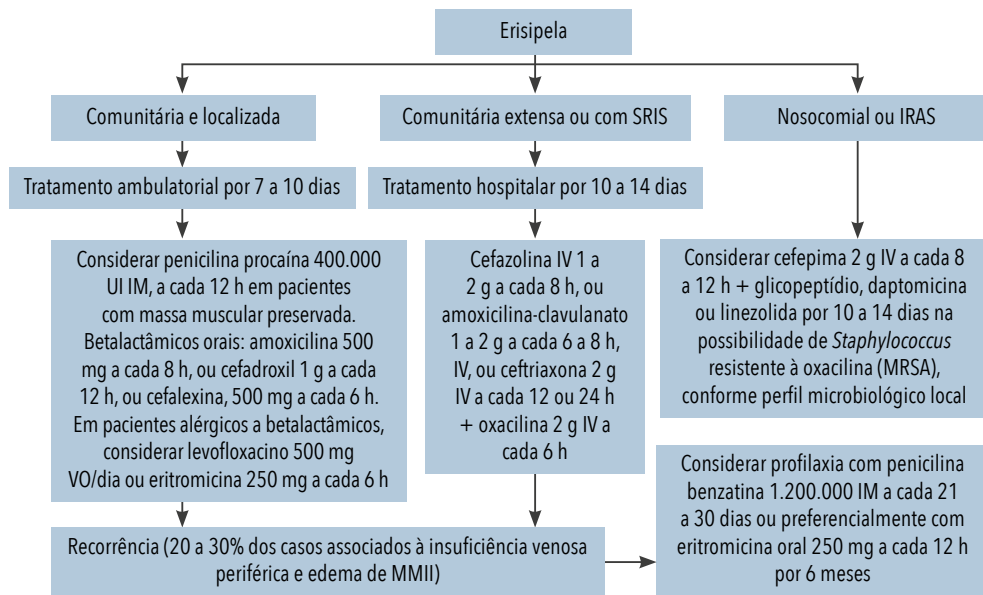 Erisipela
Comunitária e localizada
Comunitária extensa ou com SRIS
Nosocomial ou IRAS
Tratamento ambulatorial por 7 a 10 dias
Tratamento hospitalar por 10 a 14 dias
Considerar penicilina procaína 400.000
UI IM, a cada 12 h em pacientes
com massa muscular preservada.
Betalactâmicos orais: amoxicilina 500
mg a cada 8 h, ou cefadroxil 1 g a cada
12 h, ou cefalexina, 500 mg a cada 6 h.
Em pacientes alérgicos a betalactâmicos,
considerar levofloxacino 500 mg
VO/dia ou eritromicina 250 mg a cada 6 h
Cefazolina IV 1 a
2 g a cada 8 h, ou
amoxicilina-clavulanato
1 a 2 g a cada 6 a 8 h,
IV, ou ceftriaxona 2 g
IV a cada 12 ou 24 h
+ oxacilina 2 g IV a
cada 6 h
Considerar cefepima 2 g IV a cada 8
a 12 h + glicopeptídio, daptomicina
ou linezolida por 10 a 14 dias na
possibilidade de Staphylococcus
resistente à oxacilina (MRSA),
conforme perfil microbiológico local
Recorrência (20 a 30% dos casos associados à insuficiência venosa
periférica e edema de MMII)
Considerar profilaxia com penicilina
benzatina 1.200.000 IM a cada 21
a 30 dias ou preferencialmente com
eritromicina oral 250 mg a cada 12 h
por 6 meses